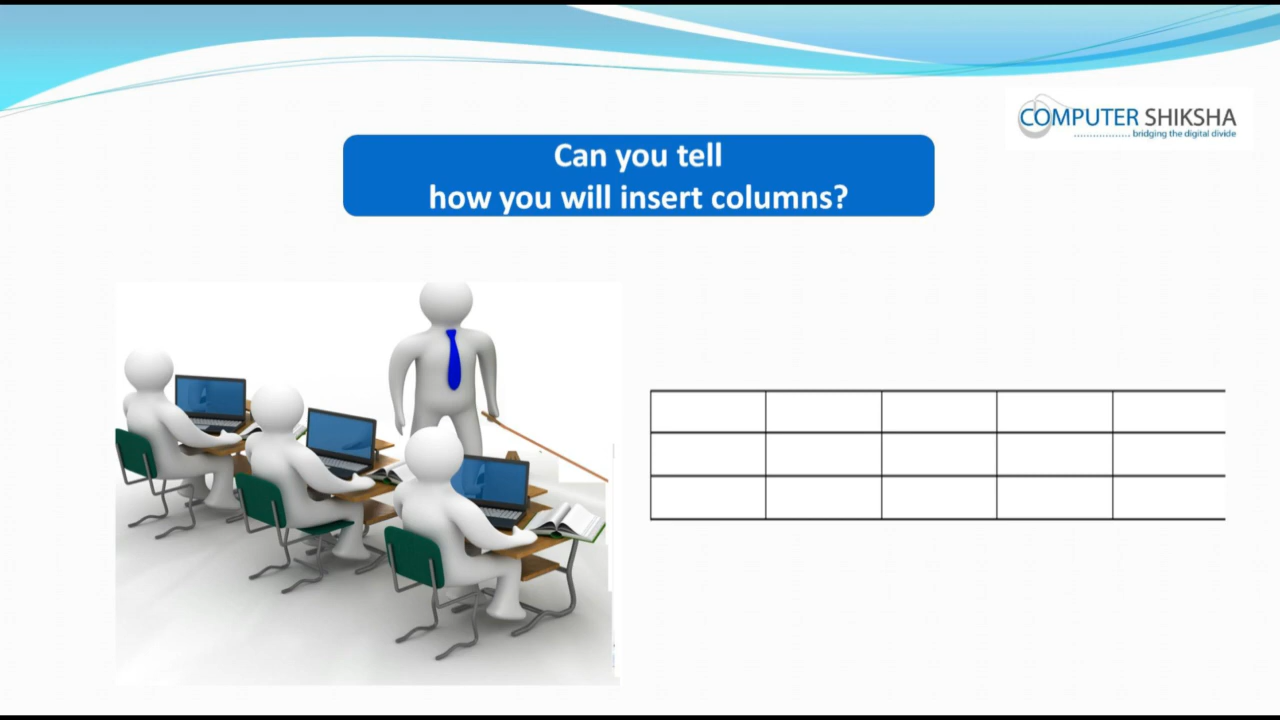 COMPUTER SHIKSHA
bridging the digital divide
Can you tell
how you will insert columns?